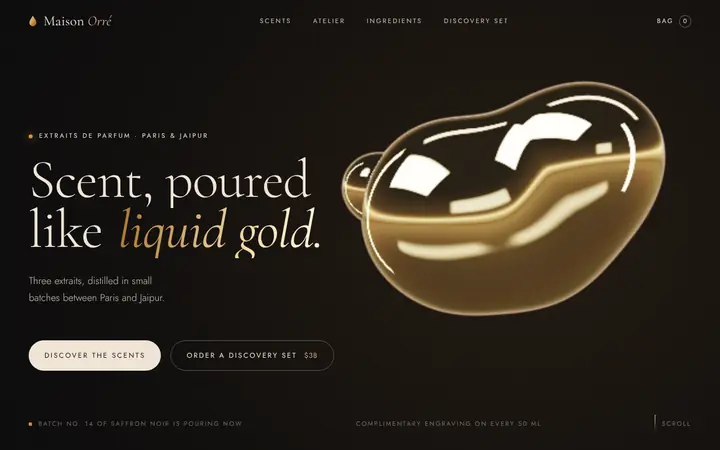 Maison Orré
SCENTS
ATELIER
INGREDIENTS
DISCOVERY SET
BAG 0
EXTRAITS DE PARFUM · PARIS & JAIPUR
Scent, poured
like liquid gold.
Three extraits, distilled in small
batches between Paris and Jaipur.
DISCOVER THE SCENTS
ORDER A DISCOVERY SET $38
BATCH NO. 14 OF SAFFRON NOIR IS POURING NOW
COMPLIMENTARY ENGRAVING ON EVERY 50 ML
SCROLL